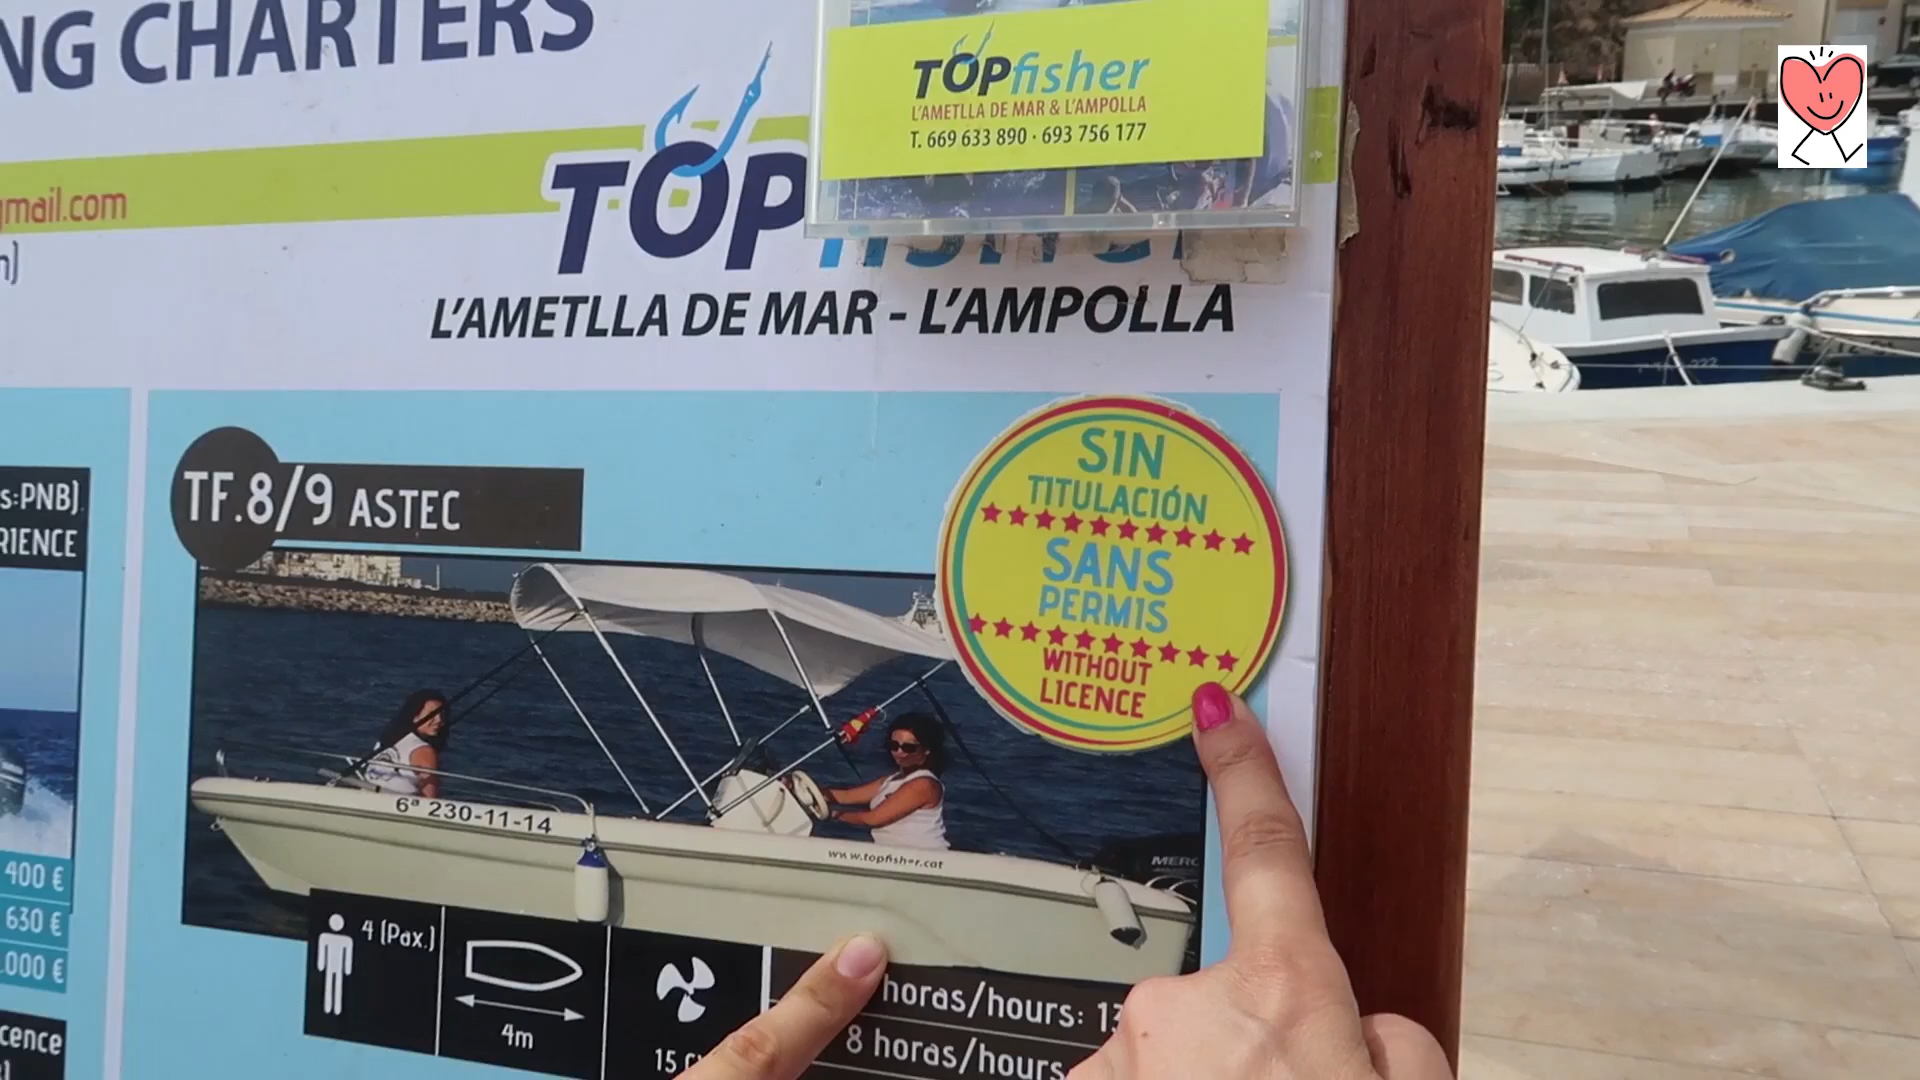 NG CHARTERS
TOPfisher
L'AMETLLA DE MAR & L'AMPOLLA
T. 669 633 890 · 693 756 177
gmail.com
TOP
L'AMETLLA DE MAR - L'AMPOLLA
s:PNB).
RIENCE
400 €
630 €
.000 €
cence
TF.8/9 ASTEC
SIN
TITULACIÓN
SANS
PERMIS
WITHOUT
LICENCE
6ª 230-11-14
www.topfisher.cat
MERC
4 (Pax.)
4m
15 C
horas/hours: 13
8 horas/hours